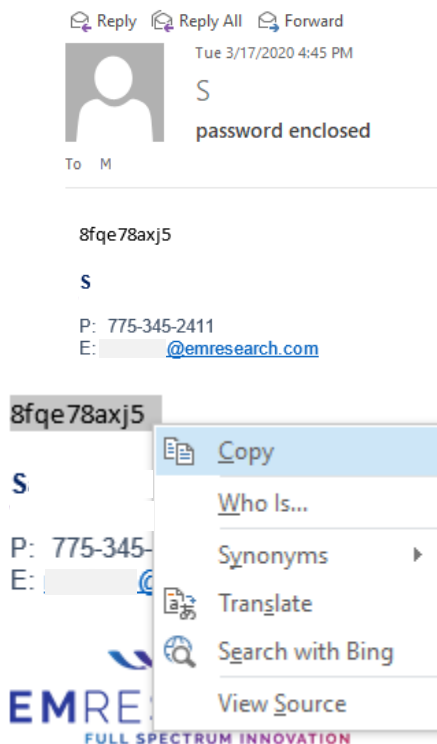 Reply Reply All Forward
Tue 3/17/2020 4:45 PM
S
password enclosed
To M
8fqe78axj5
S
P: 775-345-2411
E: @emresearch.com
8fqe78axj5
Copy
S
Who Is...
P: 775-345-
Synonyms
E: @
Translate
Search with Bing
EMRE
View Source
FULL SPECTRUM INNOVATION